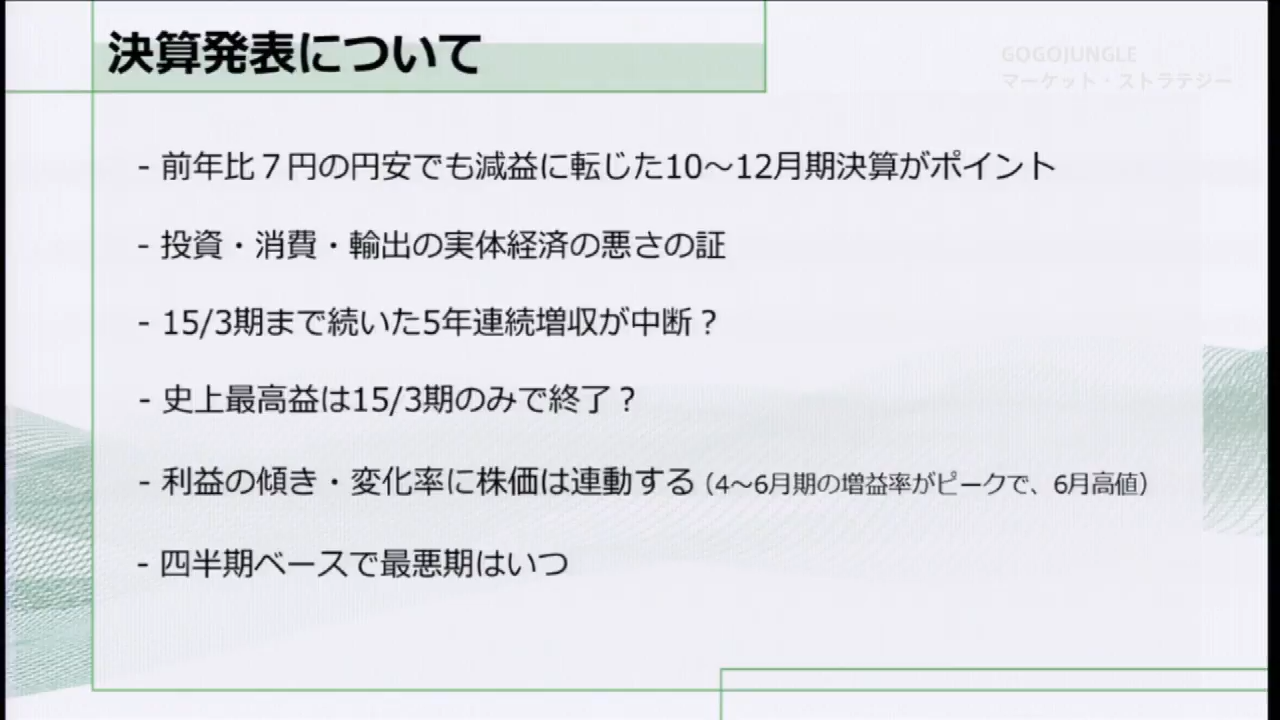 決算発表について
GOGOJUNGLE
マーケット・ストラテジー
- 前年比７円の円安でも減益に転じた10～12月期決算がポイント
- 投資・消費・輸出の実体経済の悪さの証
- 15/3期まで続いた5年連続増収が中断？
- 史上最高益は15/3期のみで終了？
- 利益の傾き・変化率に株価は連動する（4～6月期の増益率がピークで、6月高値）
- 四半期ベースで最悪期はいつ